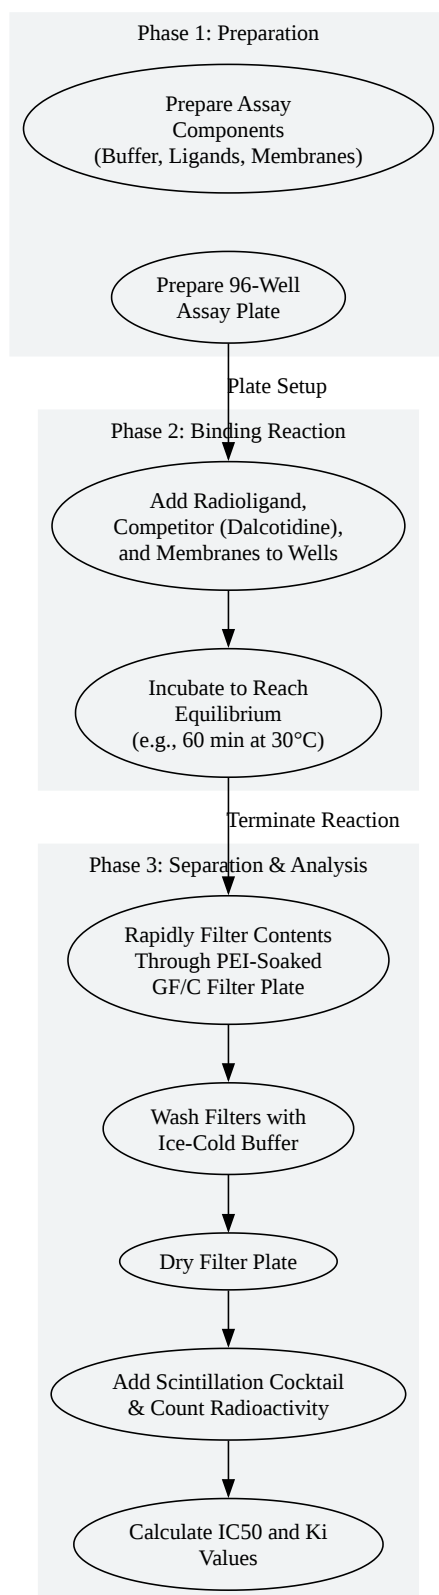 Phase 1: Preparation
Prepare Assay
Components
(Buffer, Ligands, Membranes)
Prepare 96-Well
Assay Plate
Plate Setup
Phase 2: Binding Reaction
Add Radioligand,
Competitor (Dalcotidine),
and Membranes to Wells
Incubate to Reach
Equilibrium
(e.g., 60 min at 30°C)
Terminate Reaction
Phase 3: Separation & Analysis
Rapidly Filter Contents
Through PEI-Soaked
GF/C Filter Plate
Wash Filters with
Ice-Cold Buffer
Dry Filter Plate
Add Scintillation Cocktail
& Count Radioactivity
Calculate IC50 and Ki
Values